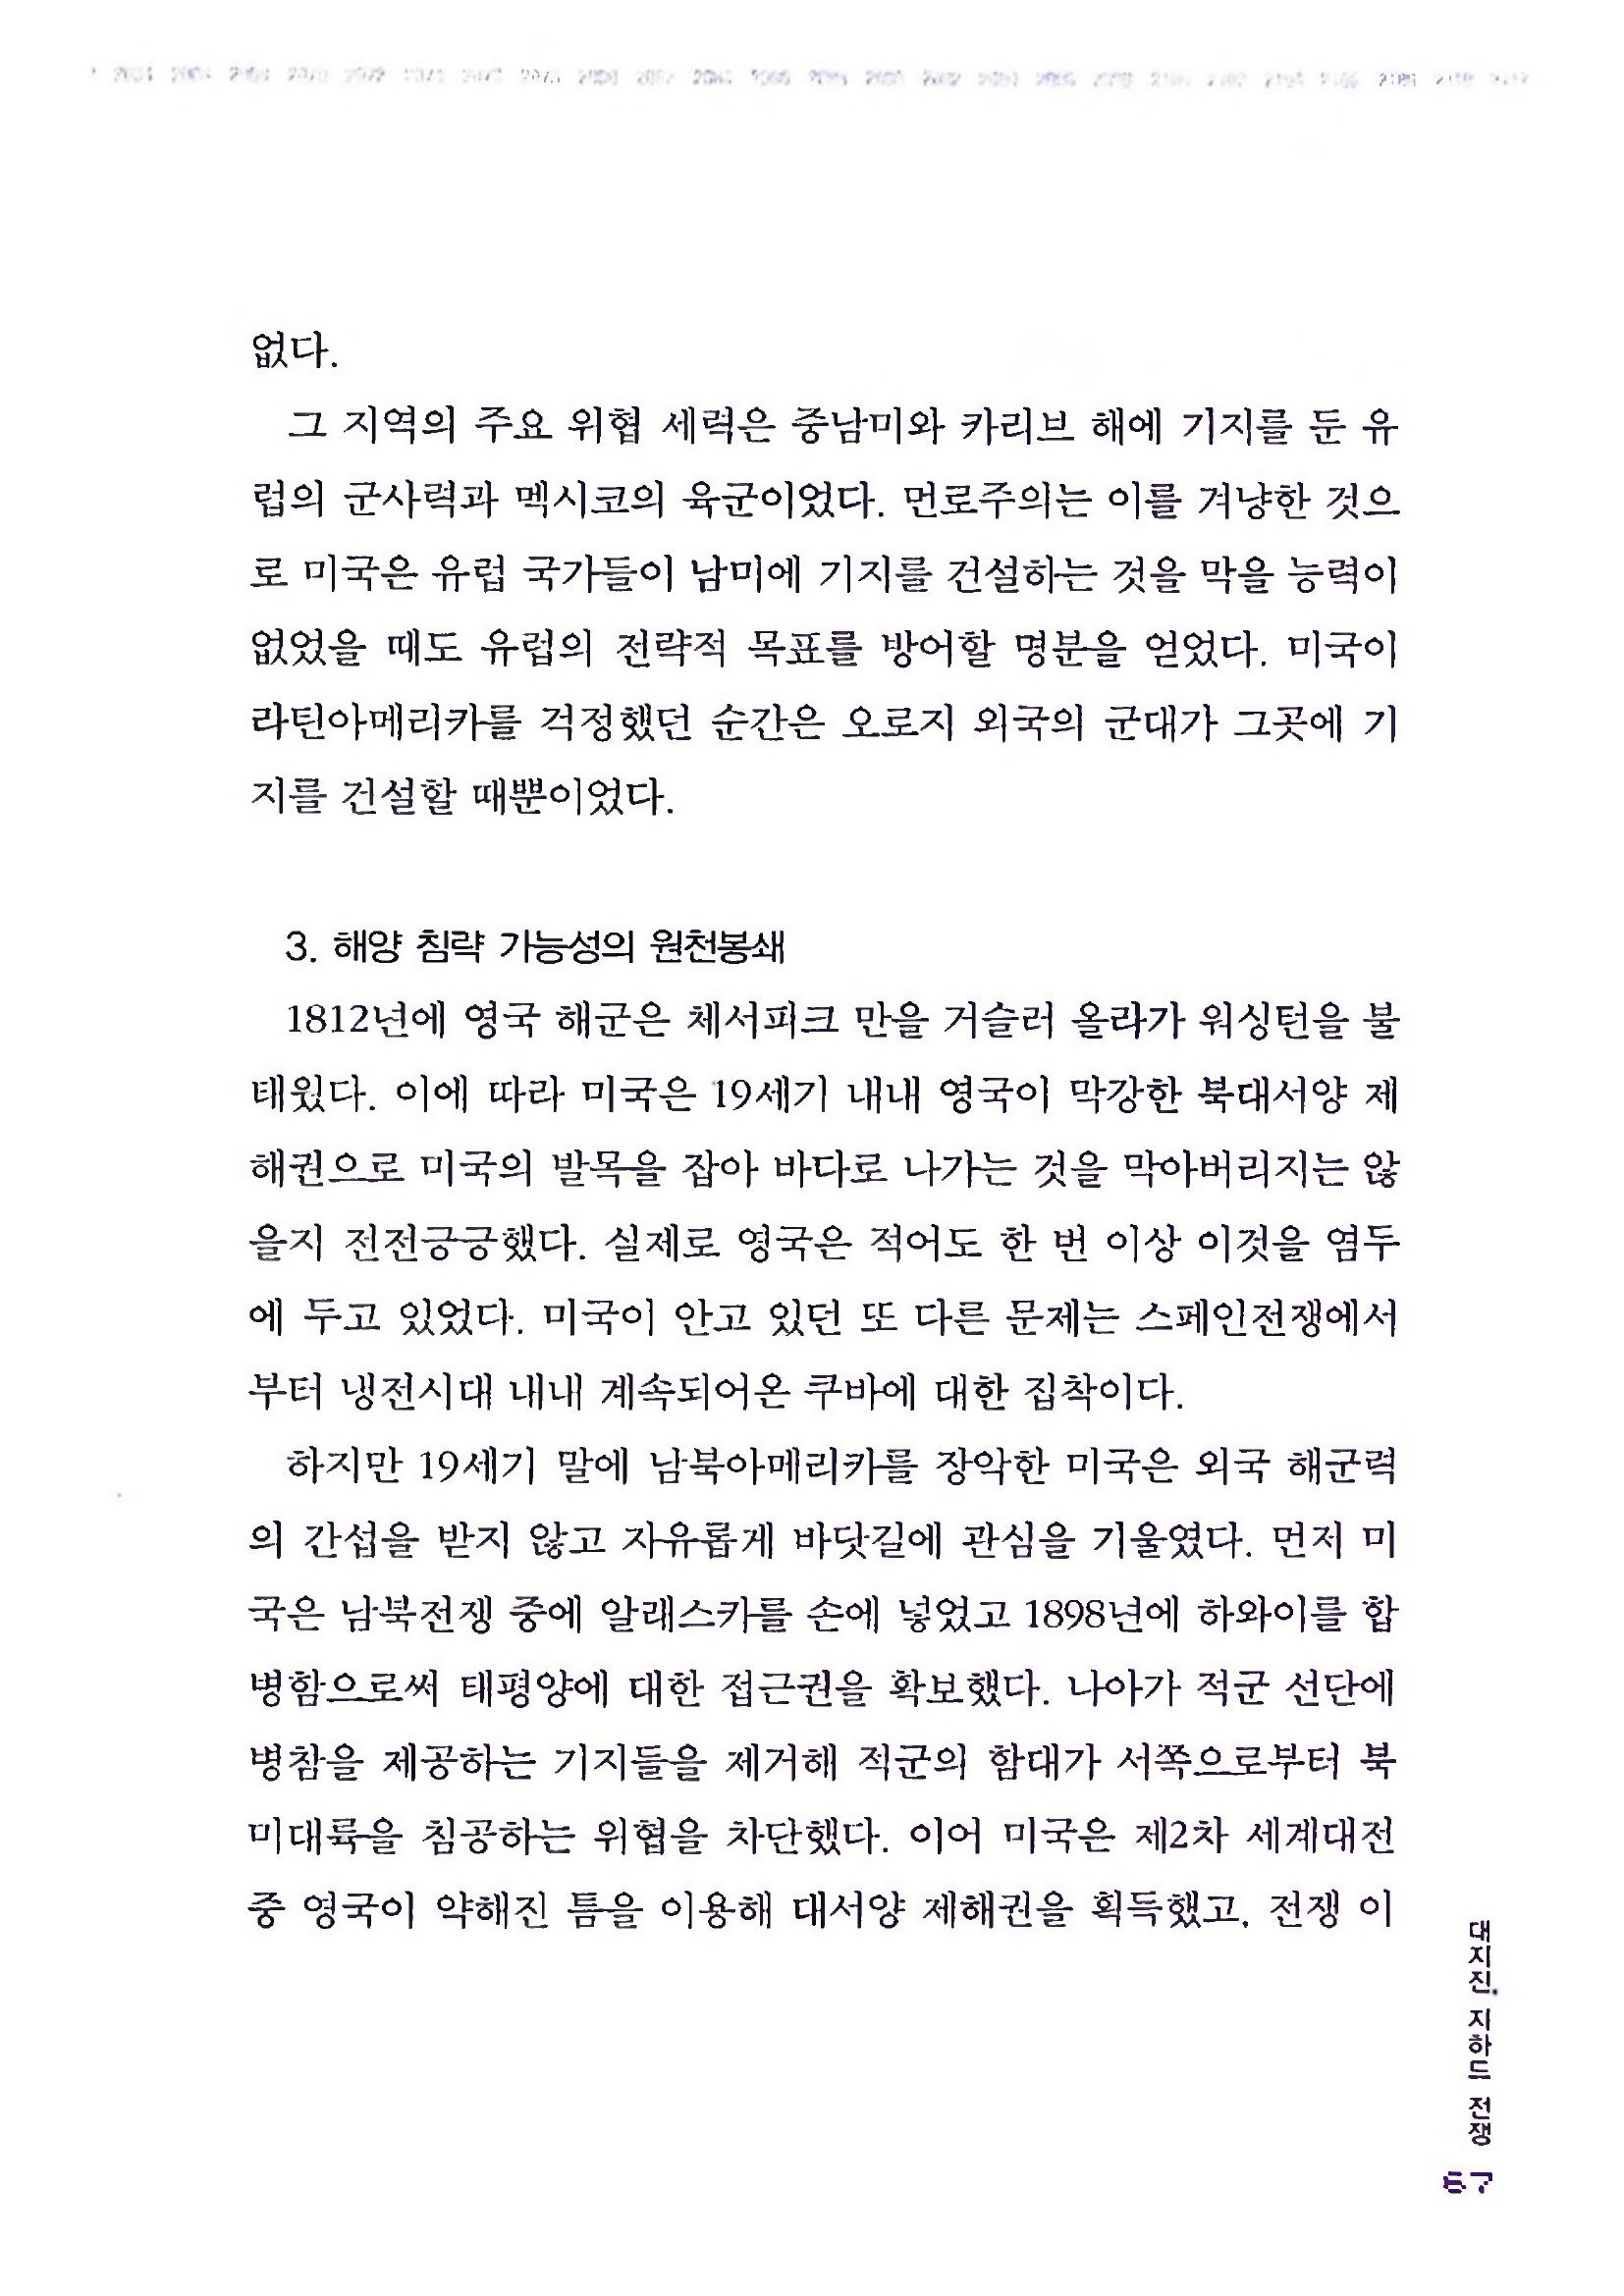 없다.
그 지역의 주요 위협 세력은 중남미와 카리브 해에 기지를 둔 유
럽의 군사력과 멕시코의 육군이었다. 먼로주의는 이를 겨냥한 것으
로 미국은 유럽 국가들이 남미에 기지를 건설하는 것을 막을 능력이
없었을 때도 유럽의 전략적 목표를 방어할 명분을 얻었다. 미국이
라틴아메리카를 걱정했던 순간은 오로지 외국의 군대가 그곳에 기
지를 건설할 때뿐이었다.
3. 해양 침략 가능성의 원천봉쇄
1812년에 영국 해군은 체서피크 만을 거슬러 올라가 워싱턴을 불
태웠다. 이에 따라 미국은 19세기 내내 영국이 막강한 북대서양 제
해권으로 미국의 발목을 잡아 바다로 나가는 것을 막아버리지는 않
을지 전전긍긍했다. 실제로 영국은 적어도 한 번 이상 이것을 염두
에 두고 있었다. 미국이 안고 있던 또 다른 문제는 스페인전쟁에서
부터 냉전시대 내내 계속되어온 쿠바에 대한 집착이다.
하지만 19세기 말에 남북아메리카를 장악한 미국은 외국 해군력
의 간섭을 받지 않고 자유롭게 바닷길에 관심을 기울였다. 먼저 미
국은 남북전쟁 중에 알래스카를 손에 넣었고 1898년에 하와이를 합
병함으로써 태평양에 대한 접근권을 확보했다. 나아가 적군 선단에
병참을 제공하는 기지들을 제거해 적군의 함대가 서쪽으로부터 북
미대륙을 침공하는 위협을 차단했다. 이어 미국은 제2차 세계대전
중 영국이 약해진 틈을 이용해 대서양 제해권을 획득했고, 전쟁 이
대지진, 지하드 전쟁
67